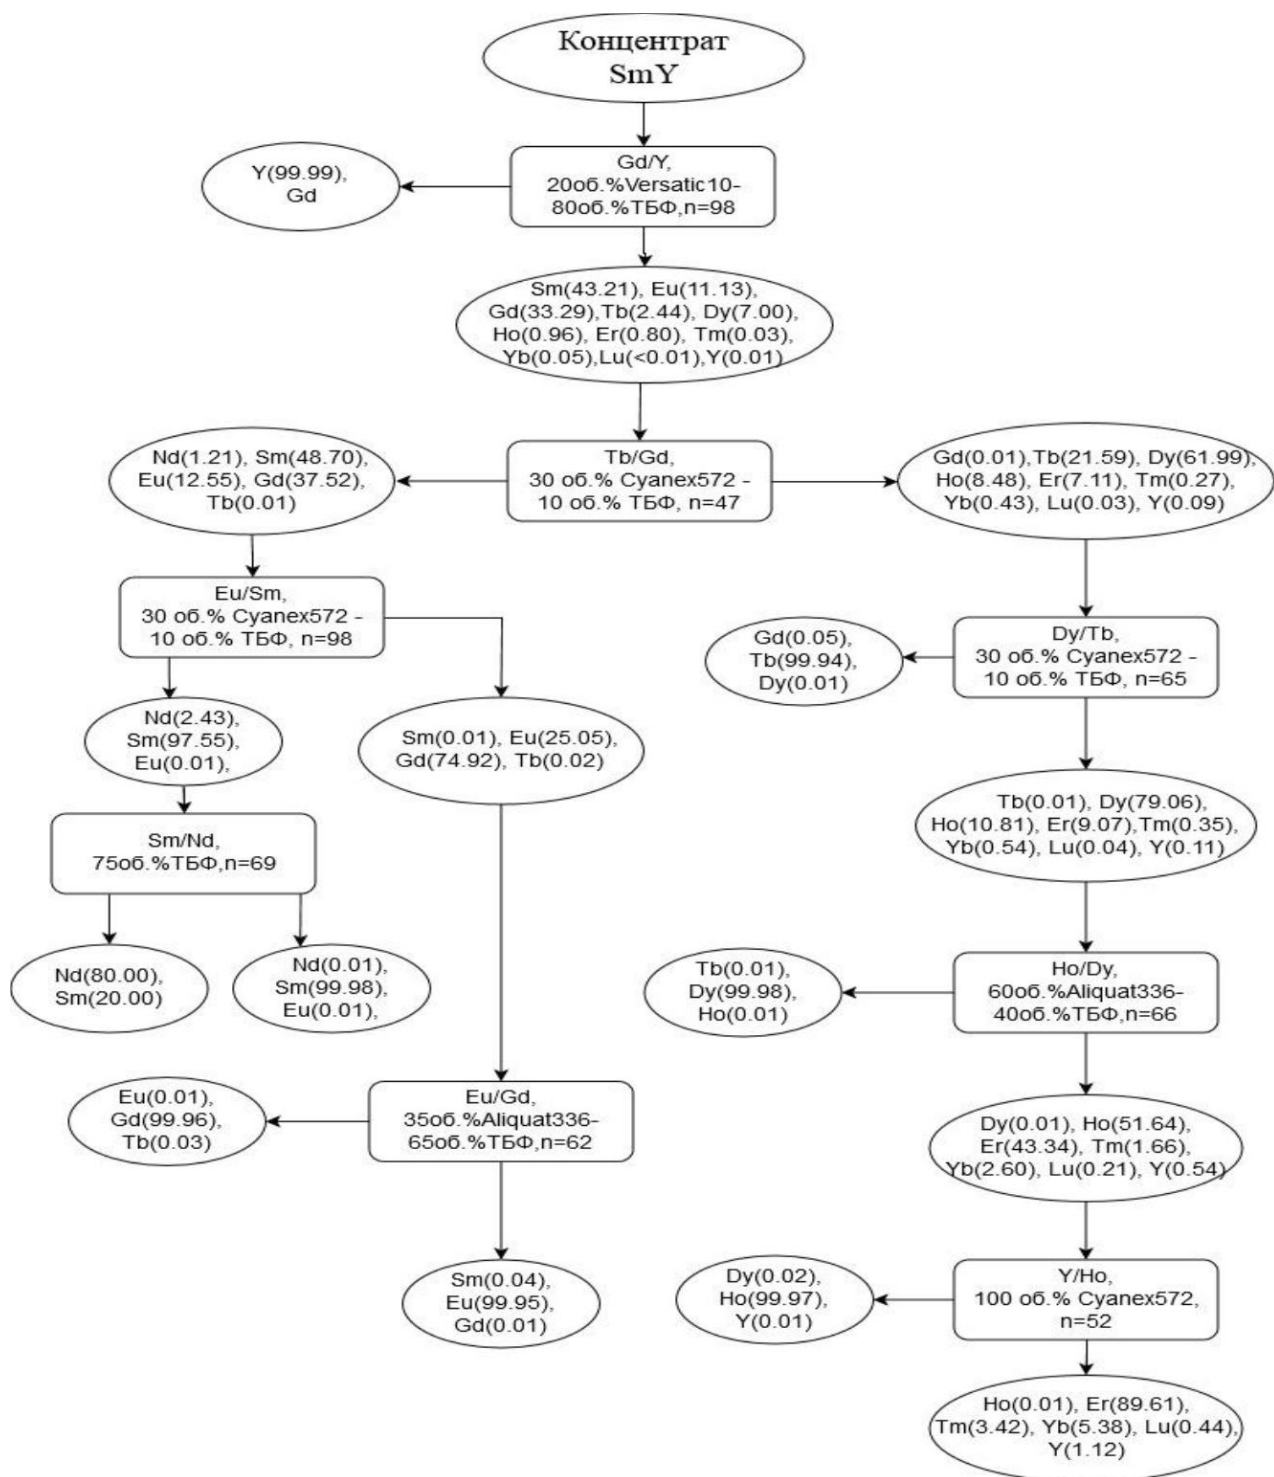 Концентрат
SmY
Gd/Y,
20об.%Versatic10-
80об.%ТБФ,n=98
Y(99.99),
Gd
Sm(43.21), Eu(11.13),
Gd(33.29),Tb(2.44), Dy(7.00),
Ho(0.96), Er(0.80), Tm(0.03),
Yb(0.05),Lu(<0.01),Y(0.01)
Nd(1.21), Sm(48.70),
Eu(12.55), Gd(37.52),
Tb(0.01)
Tb/Gd,
30 об.% Cyanex572 -
10 об.% ТБФ, n=47
Gd(0.01),Tb(21.59), Dy(61.99),
Ho(8.48), Er(7.11), Tm(0.27),
Yb(0.43), Lu(0.03), Y(0.09)
Eu/Sm,
30 об.% Cyanex572 -
10 об.% ТБФ, n=98
Gd(0.05),
Tb(99.94),
Dy(0.01)
Dy/Tb,
30 об.% Cyanex572 -
10 об.% ТБФ, n=65
Nd(2.43),
Sm(97.55),
Eu(0.01),
Sm(0.01), Eu(25.05),
Gd(74.92), Tb(0.02)
Tb(0.01), Dy(79.06),
Ho(10.81), Er(9.07),Tm(0.35),
Yb(0.54), Lu(0.04), Y(0.11)
Sm/Nd,
75об.%ТБФ,n=69
Nd(80.00),
Sm(20.00)
Nd(0.01),
Sm(99.98),
Eu(0.01),
Tb(0.01),
Dy(99.98),
Ho(0.01)
Ho/Dy,
60об.%Aliquat336-
40об.%ТБФ,n=66
Eu(0.01),
Gd(99.96),
Tb(0.03)
Eu/Gd,
35об.%Aliquat336-
65об.%ТБФ,n=62
Dy(0.01), Ho(51.64),
Er(43.34), Tm(1.66),
Yb(2.60), Lu(0.21), Y(0.54)
Sm(0.04),
Eu(99.95),
Gd(0.01)
Dy(0.02),
Ho(99.97),
Y(0.01)
Y/Ho,
100 об.% Cyanex572,
n=52
Ho(0.01), Er(89.61),
Tm(3.42), Yb(5.38), Lu(0.44),
Y(1.12)